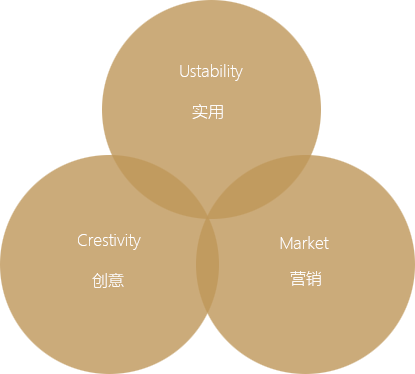 Ustability
实用
Crestivity
创意
Market
营销